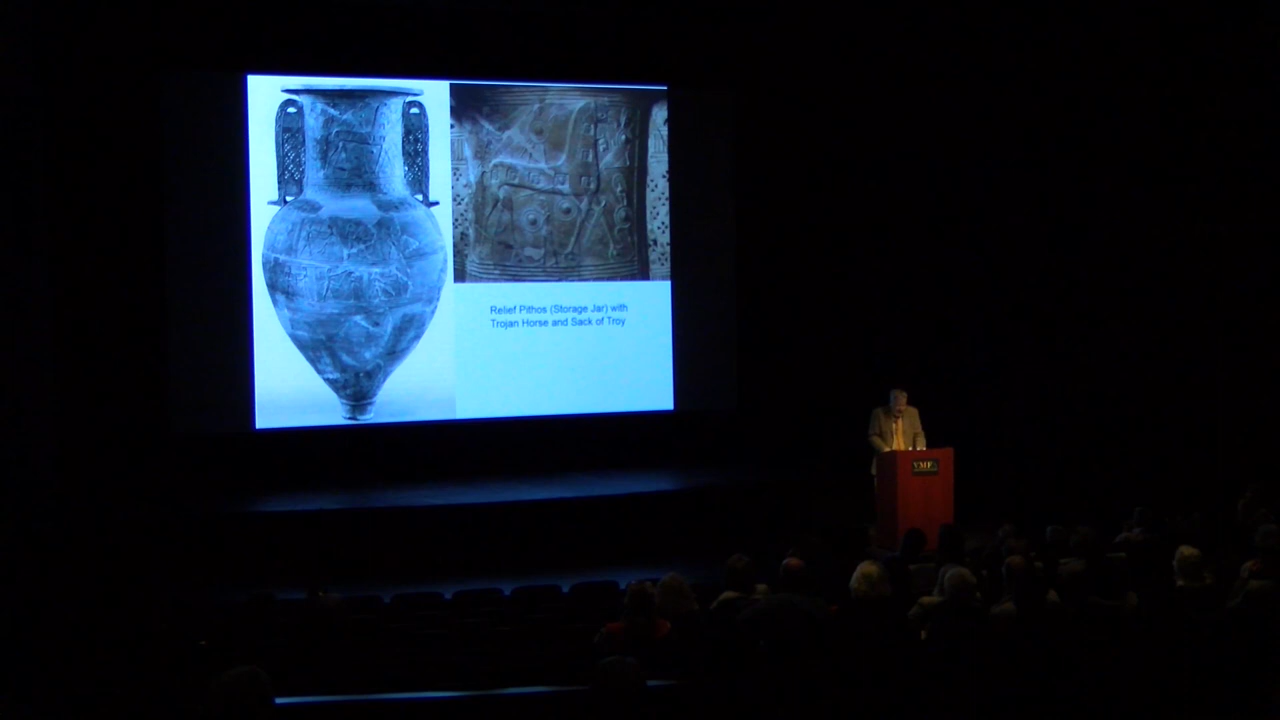 Relief Pithos (Storage Jar) with
Trojan Horse and Sack of Troy
VMFA